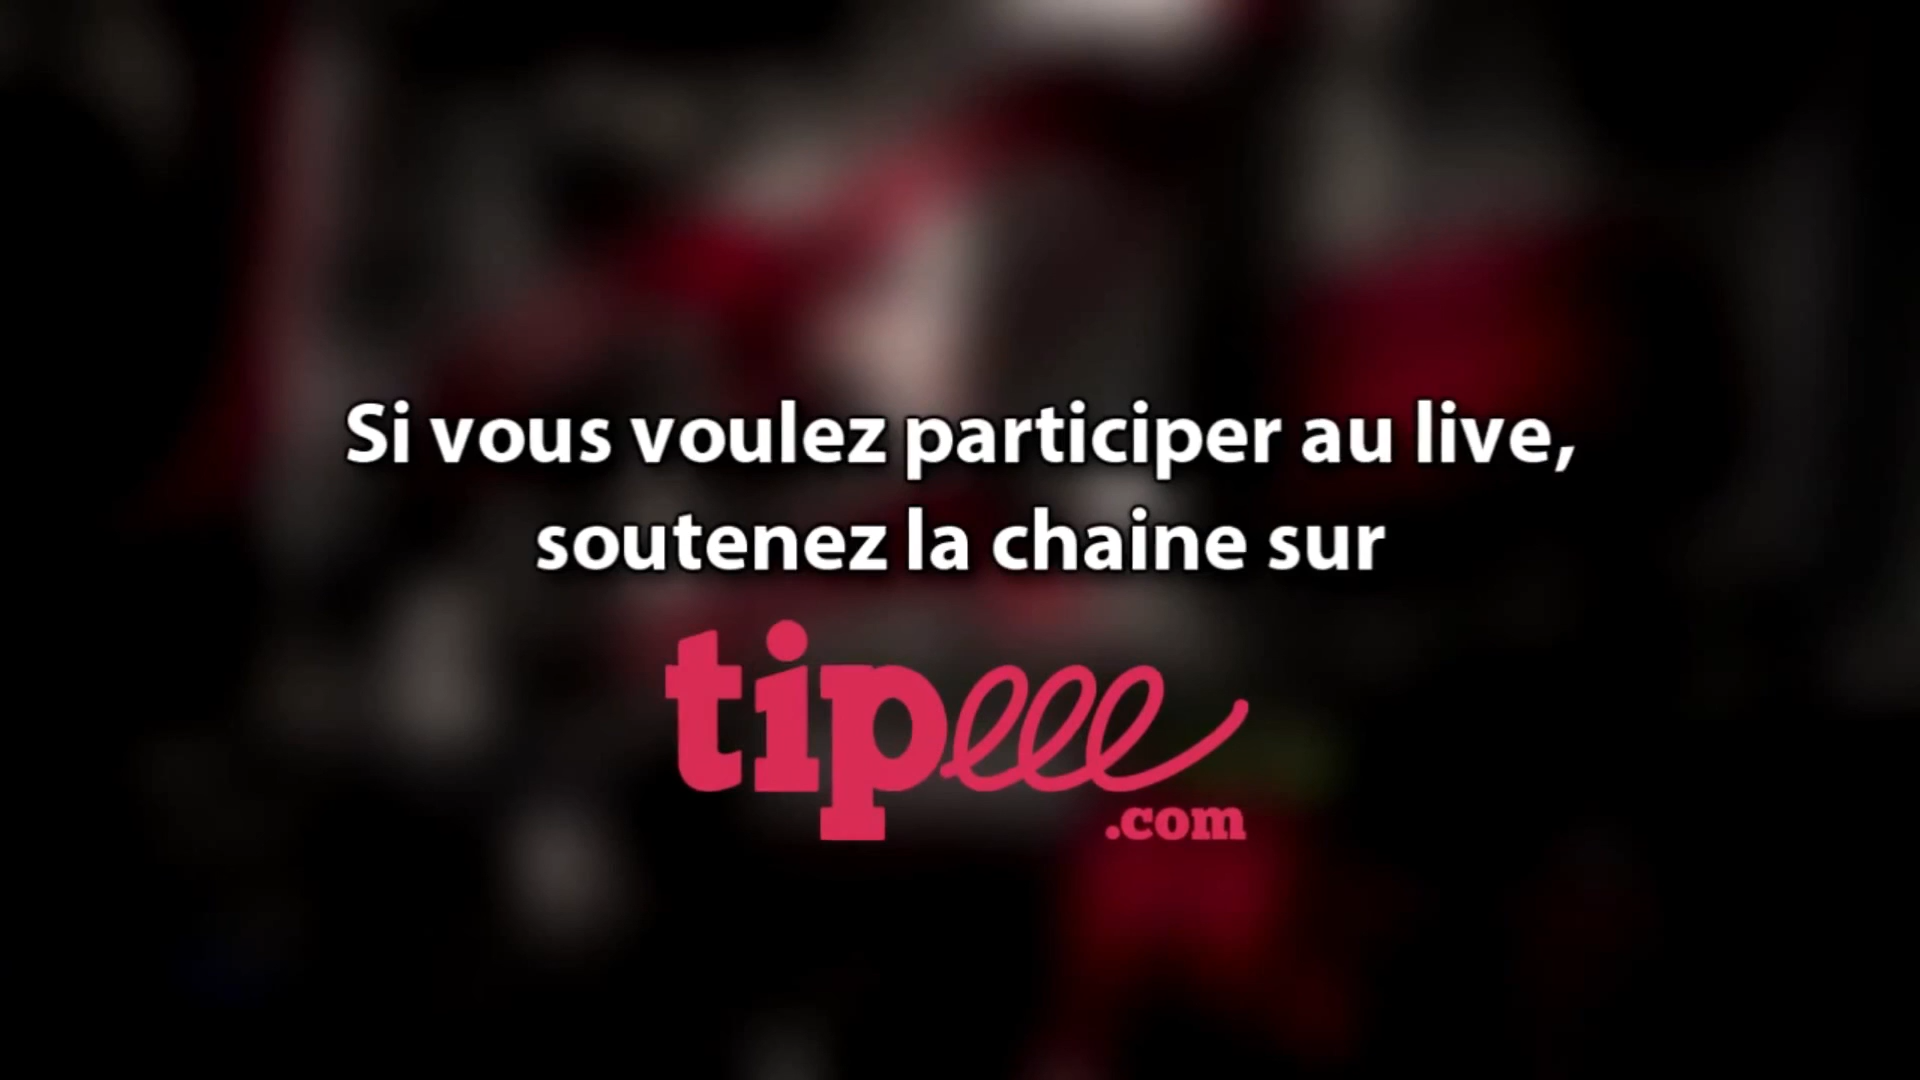 Si vous voulez participer au live,
soutenez la chaine sur
tipeee
.com